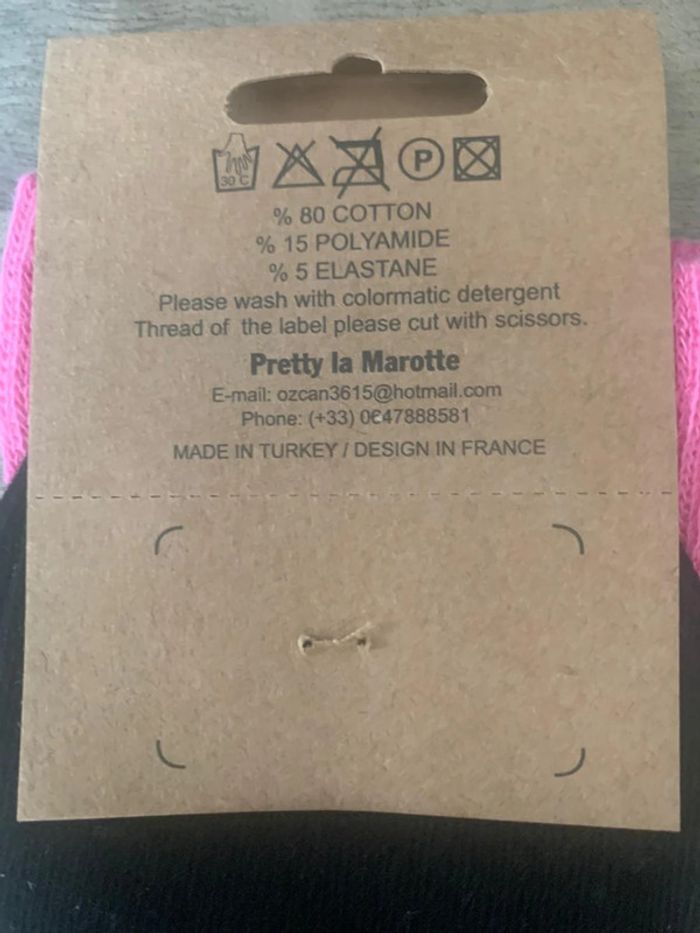 30 C
P
% 80 COTTON
% 15 POLYAMIDE
% 5 ELASTANE
Please wash with colormatic detergent
Thread of the label please cut with scissors.
Pretty la Marotte
E-mail: ozcan3615@hotmail.com
Phone: (+33) 0€47888581
MADE IN TURKEY / DESIGN IN FRANCE